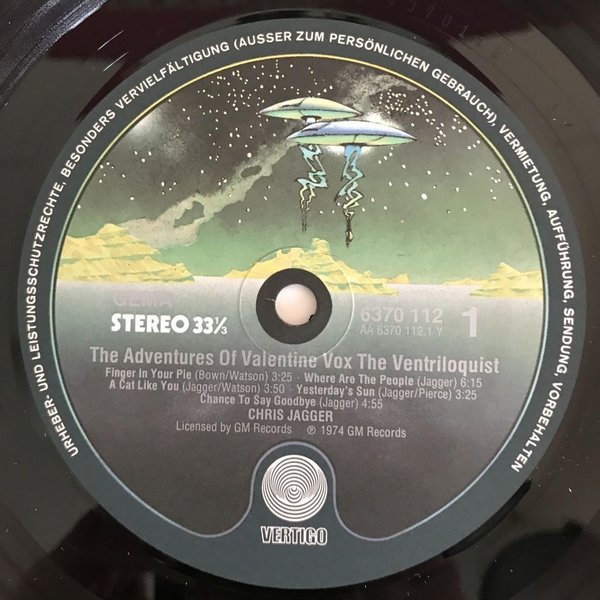 URHEBER- UND LEISTUNGSSCHUTZRECHTE, BESONDERS VERVIELFÄLTIGUNG (AUSSER ZUM PERSÖNLICHEN GEBRAUCH), VERMIETUNG, AUFFÜHRUNG, SENDUNG, VORBEHALTEN
GEMA
STEREO 33⅓
6370 112
AA 6370 112.1 Y
1
The Adventures Of Valentine Vox The Ventriloquist
Finger In Your Pie (Bown/Watson) 3:25 · Where Are The People (Jagger) 6:15
A Cat Like You (Jagger/Watson) 3:50 · Yesterday's Sun (Jagger/Pierce) 3:25
Chance To Say Goodbye (Jagger) 4:55
CHRIS JAGGER
Licensed by GM Records ℗ 1974 GM Records
VERTIGO